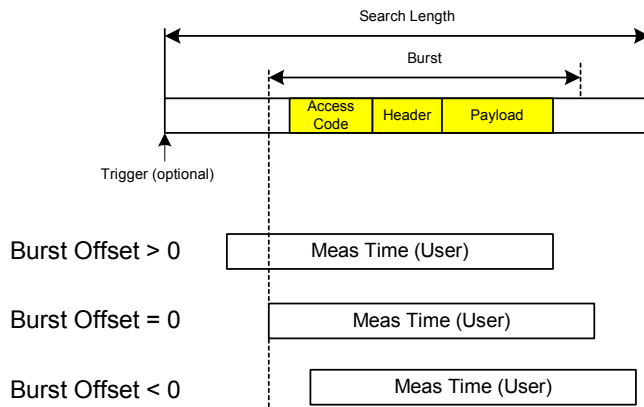 Search Length
Burst
Access
Code
Header
Payload
Trigger (optional)
Burst Offset > 0
Meas Time (User)
Burst Offset = 0
Meas Time (User)
Burst Offset < 0
Meas Time (User)